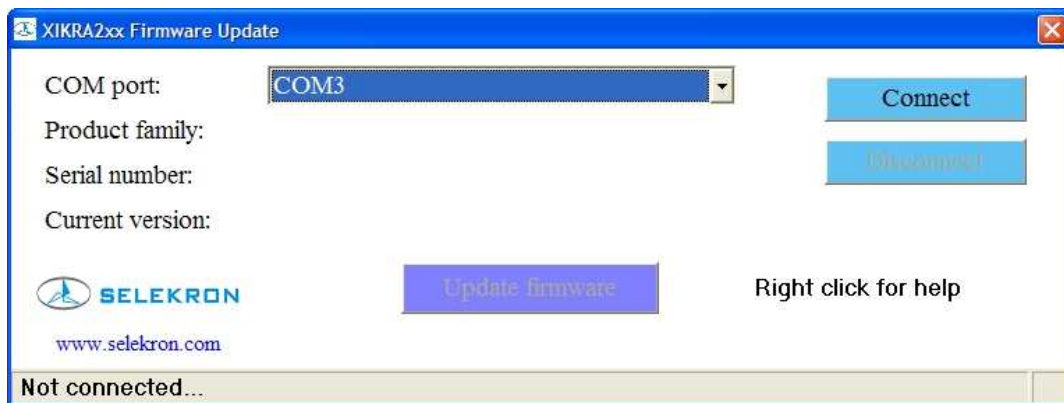 XIKRA2xx Firmware Update
COM port:
COM3
Connect
Product family:
Disconnect
Serial number:
Current version:
SELEKRON
Update firmware
Right click for help
www.selekron.com
Not connected...